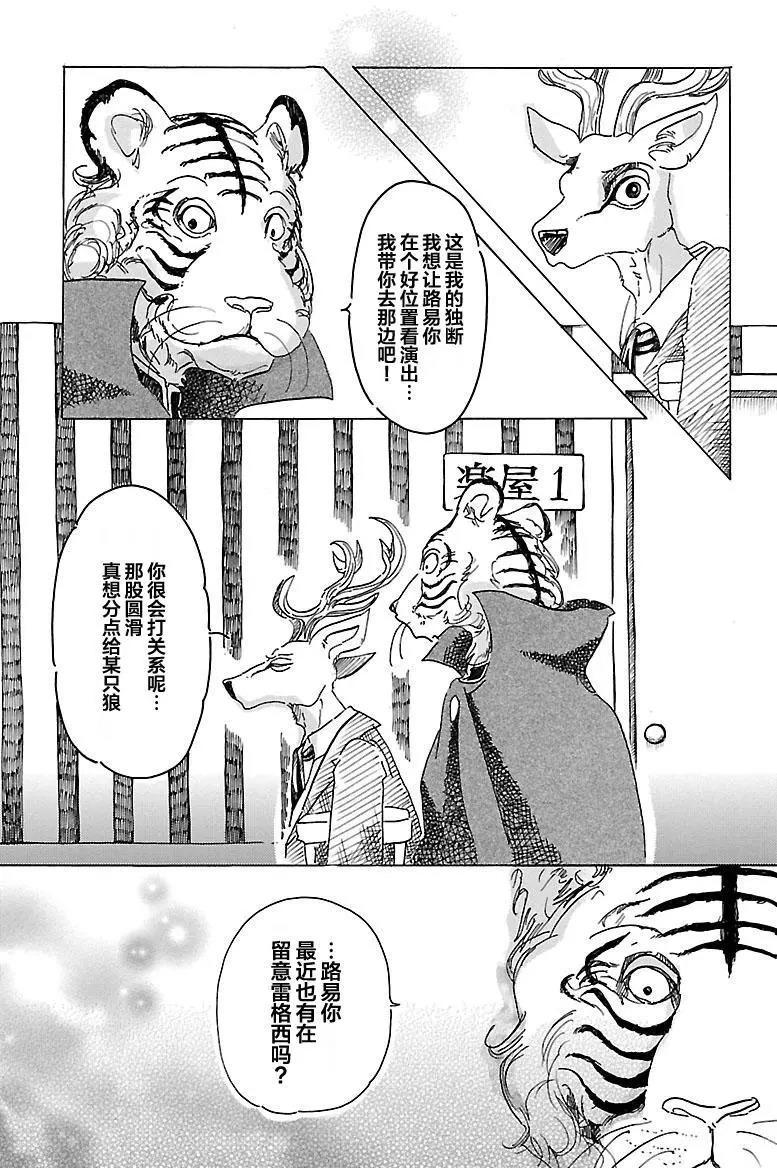 这是我的独断
我想让路易你
在个好位置看演出…
我带你去那边吧！
楽屋1
你很会打关系呢…
那股圆滑
真想分点给某只狼
…路易你
最近也有在
留意雷格西吗？